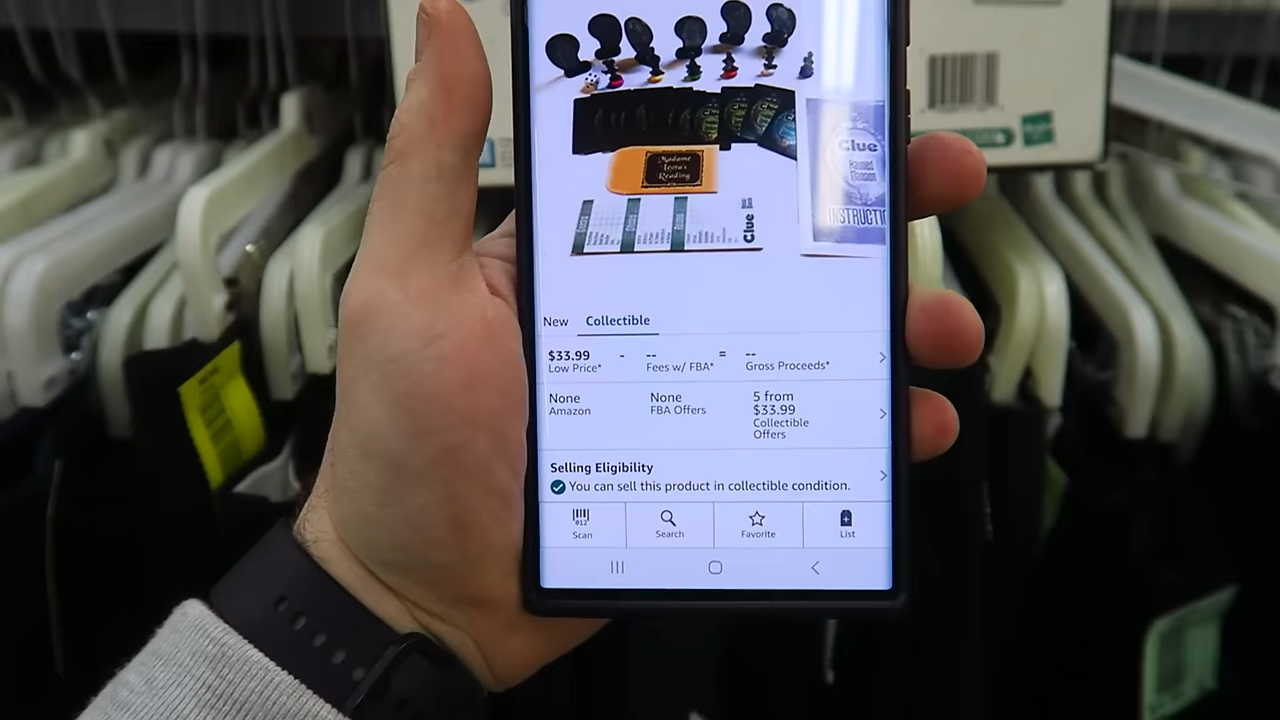 Madame
Leota's
Reading
Clue
Haunted
Mansion
INSTRUCTI
Clue
New
Collectible
$33.99 - -- = --
Low Price* Fees w/ FBA* Gross Proceeds*
None None 5 from
Amazon FBA Offers $33.99
Collectible
Offers
Selling Eligibility
You can sell this product in collectible condition.
Scan Search Favorite List